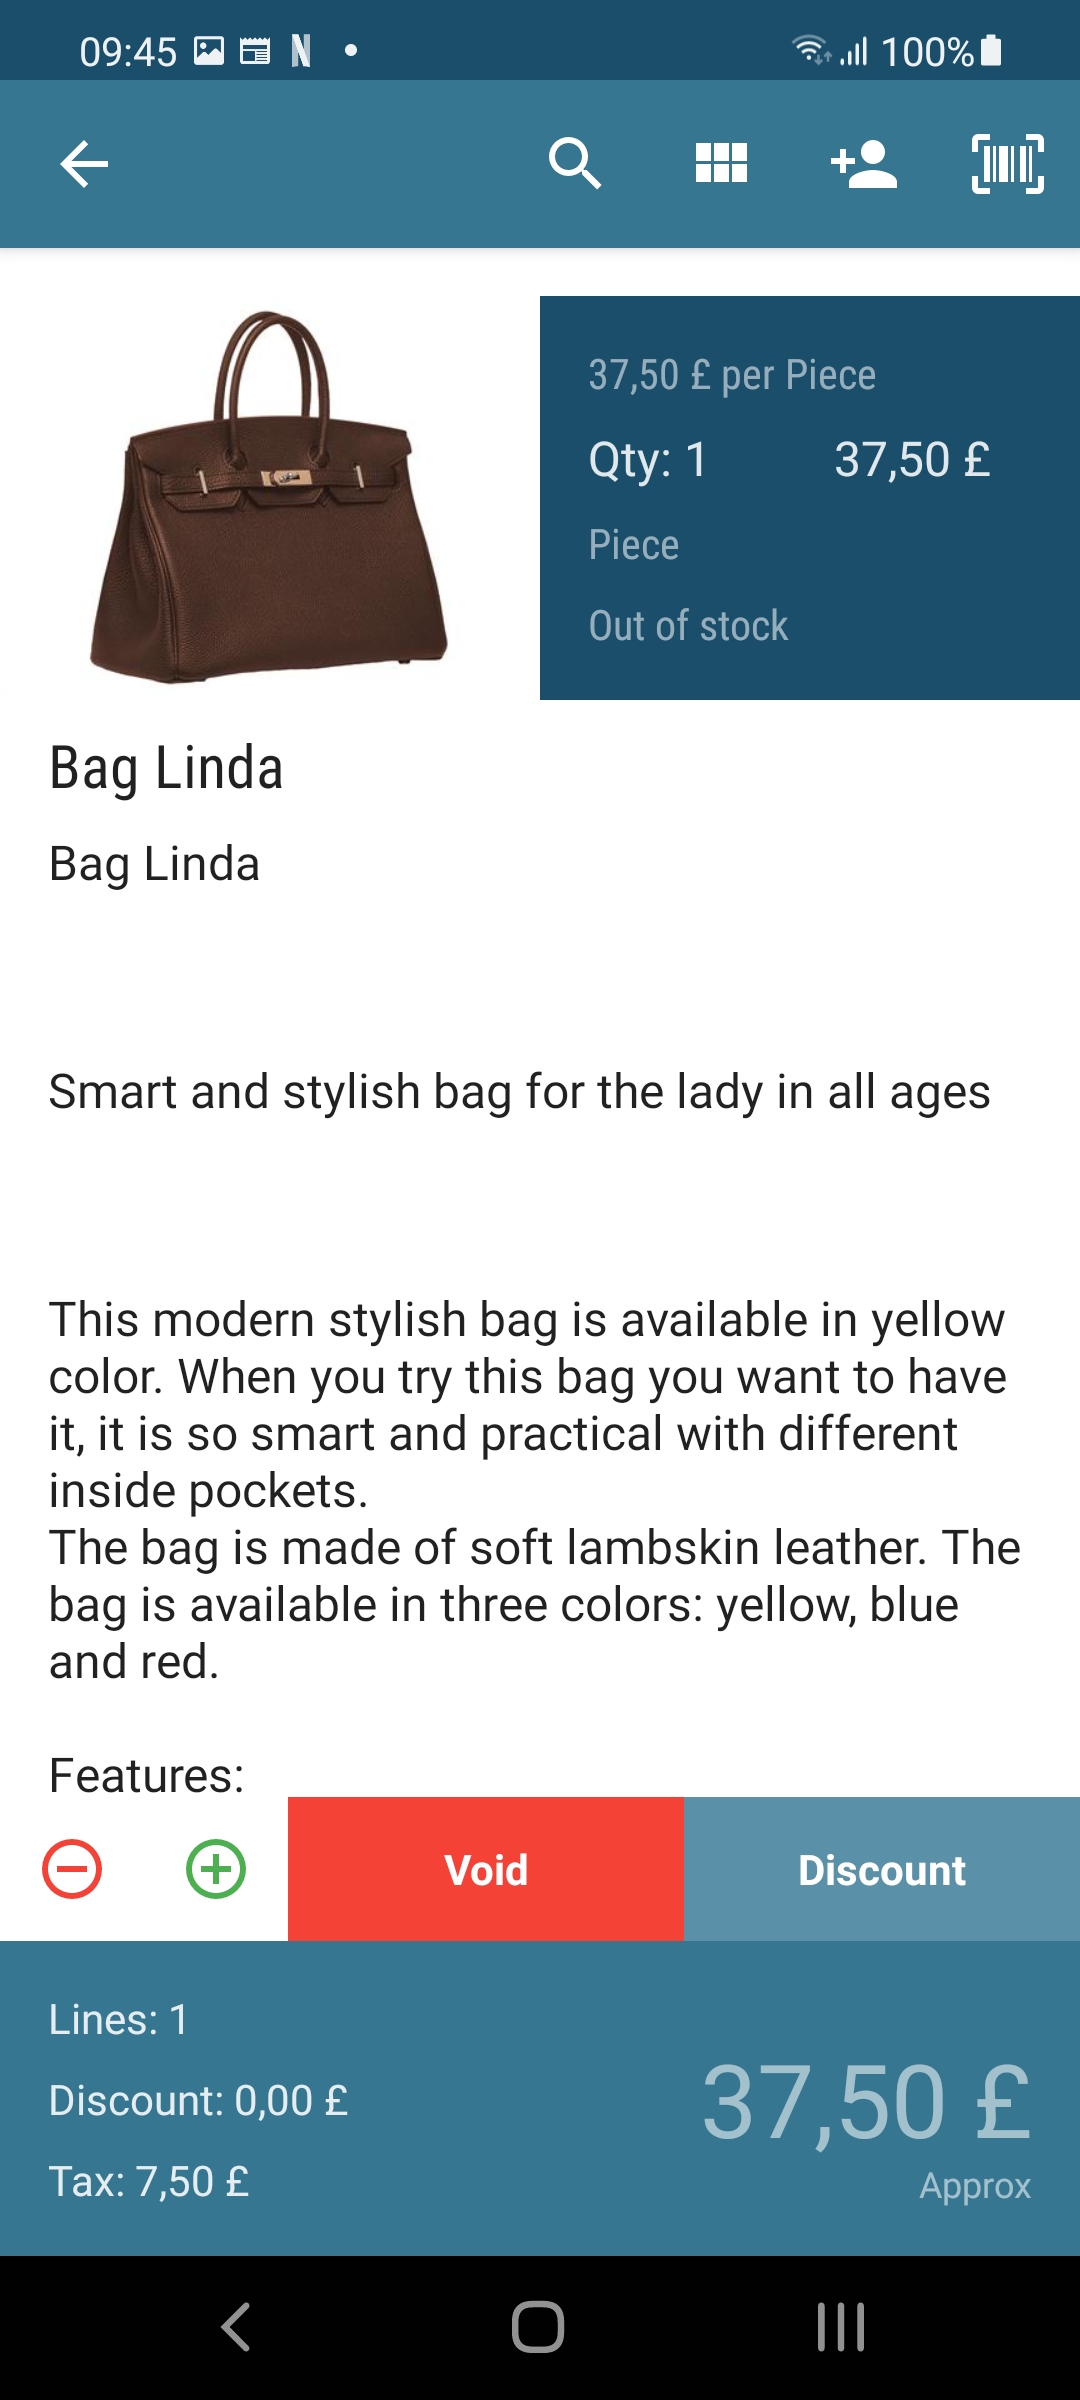 09:45
100%
37,50 £ per Piece
Qty: 1 37,50 £
Piece
Out of stock
Bag Linda
Bag Linda
Smart and stylish bag for the lady in all ages
This modern stylish bag is available in yellow
color. When you try this bag you want to have
it, it is so smart and practical with different
inside pockets.
The bag is made of soft lambskin leather. The
bag is available in three colors: yellow, blue
and red.
Features:
Void Discount
Lines: 1
Discount: 0,00 £
Tax: 7,50 £
37,50 £
Approx